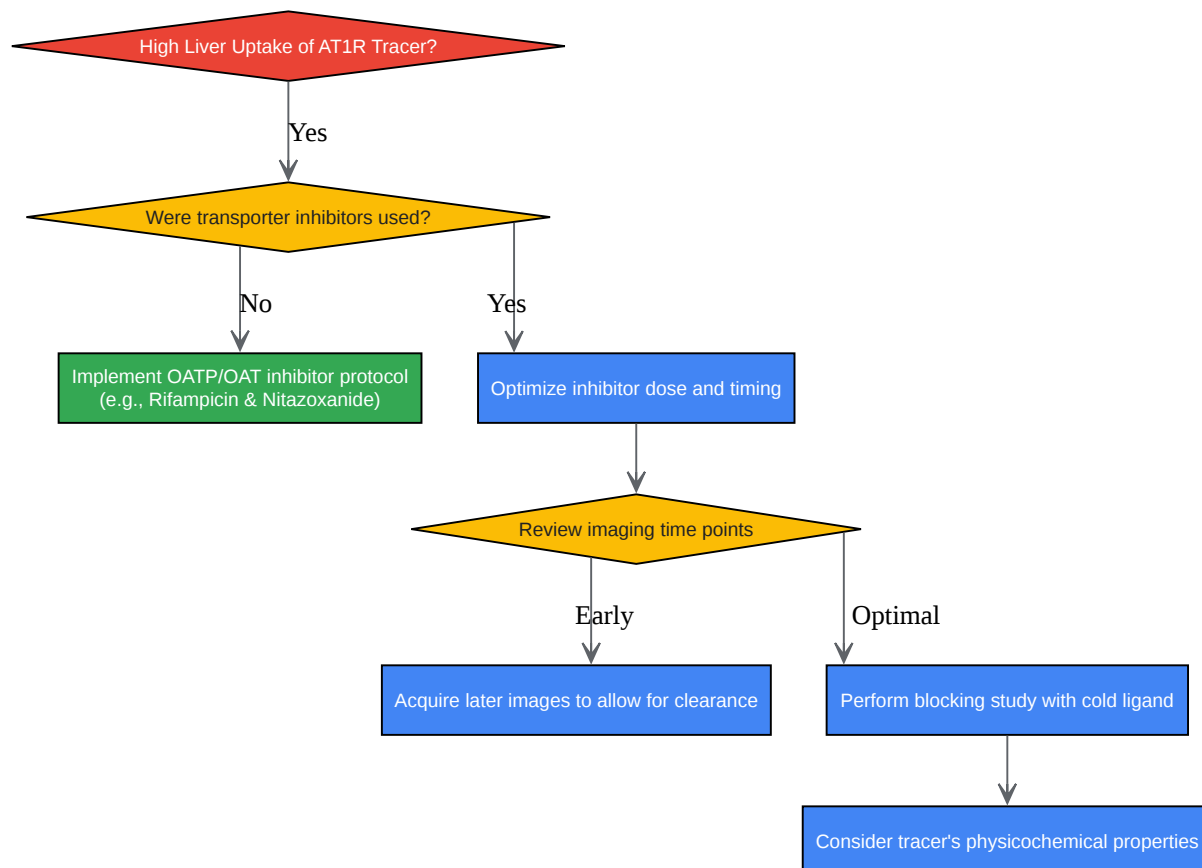 High Liver Uptake of AT1R Tracer?
Yes
Were transporter inhibitors used?
No
Yes
Implement OATP/OAT inhibitor protocol
(e.g., Rifampicin & Nitazoxanide)
Optimize inhibitor dose and timing
Review imaging time points
Early
Optimal
Acquire later images to allow for clearance
Perform blocking study with cold ligand
Consider tracer's physicochemical properties